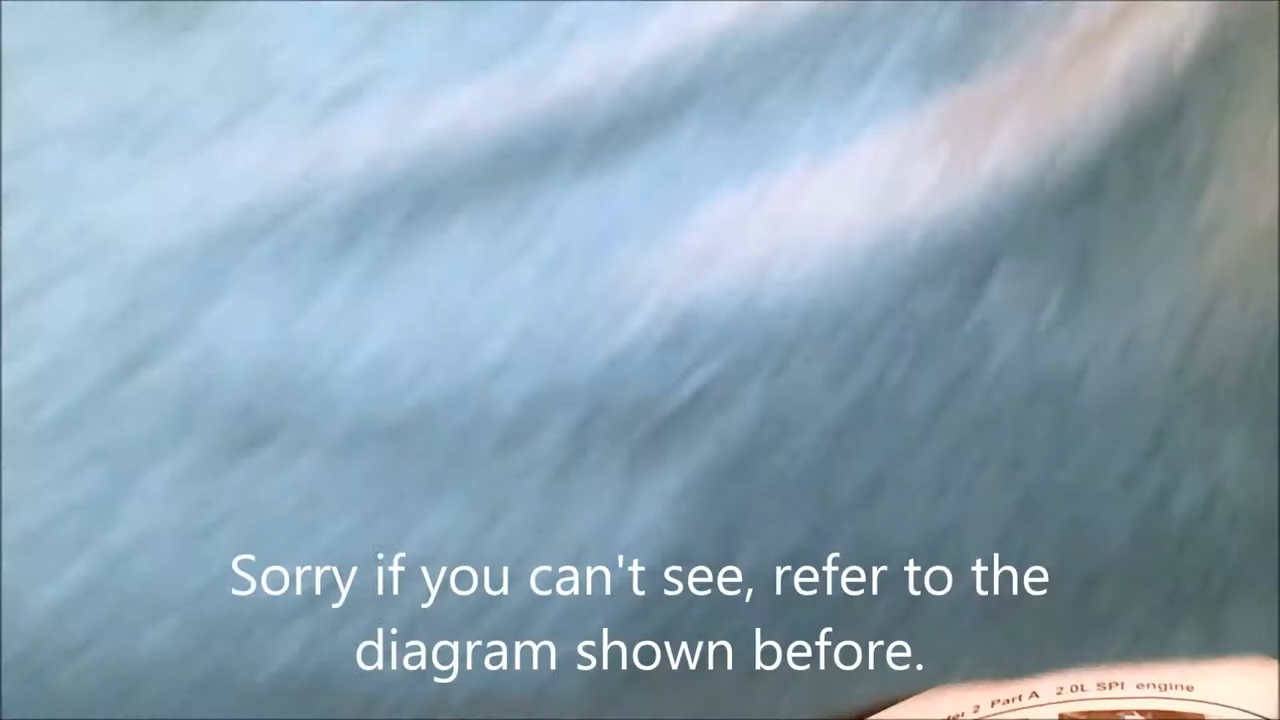 Sorry if you can't see, refer to the
diagram shown before.
2 Part A 2.0L SPI engine